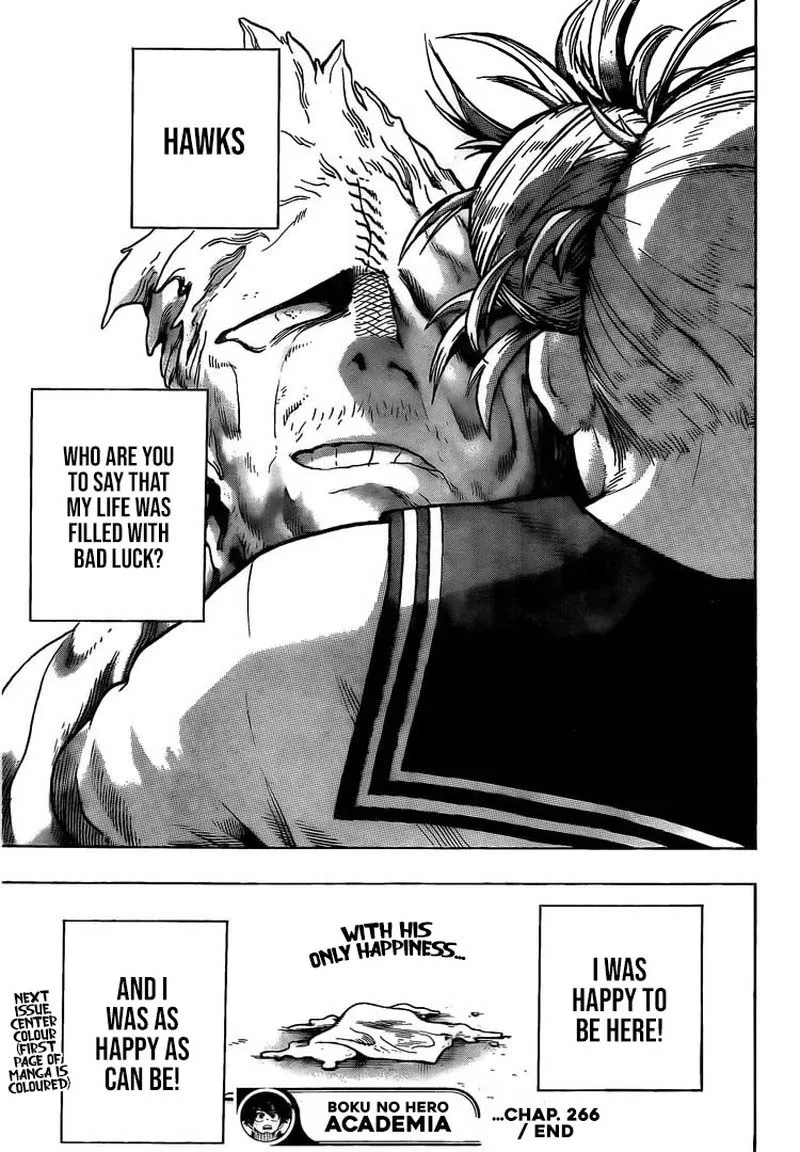 HAWKS
WHO ARE YOU
TO SAY THAT
MY LIFE WAS
FILLED WITH
BAD LUCK?
I WAS
HAPPY TO
BE HERE!
WITH HIS
ONLY HAPPINESS...
AND I
WAS AS
HAPPY AS
CAN BE!
NEXT
ISSUE,
CENTER
COLOUR
(FIRST
PAGE OF
MANGA IS
COLOURED)
BOKU NO HERO
ACADEMIA
...CHAP. 266
/ END